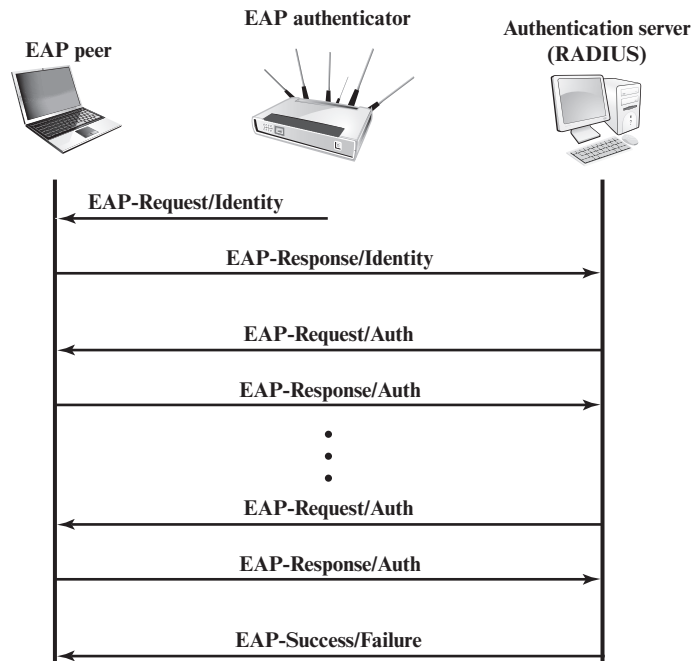 EAP peer
EAP authenticator
Authentication server
(RADIUS)
EAP-Request/Identity
EAP-Response/Identity
EAP-Request/Auth
EAP-Response/Auth
EAP-Request/Auth
EAP-Response/Auth
EAP-Success/Failure